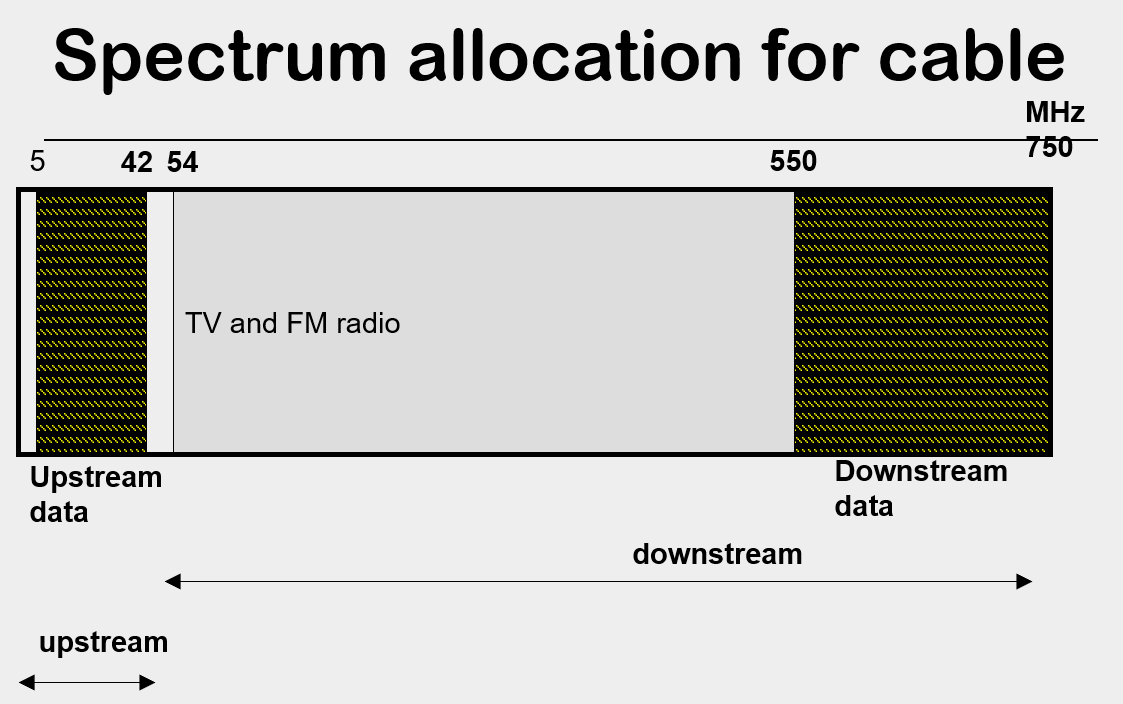 Spectrum allocation for cable
MHz
5 42 54 550 750
TV and FM radio
Upstream
data
Downstream
data
downstream
upstream